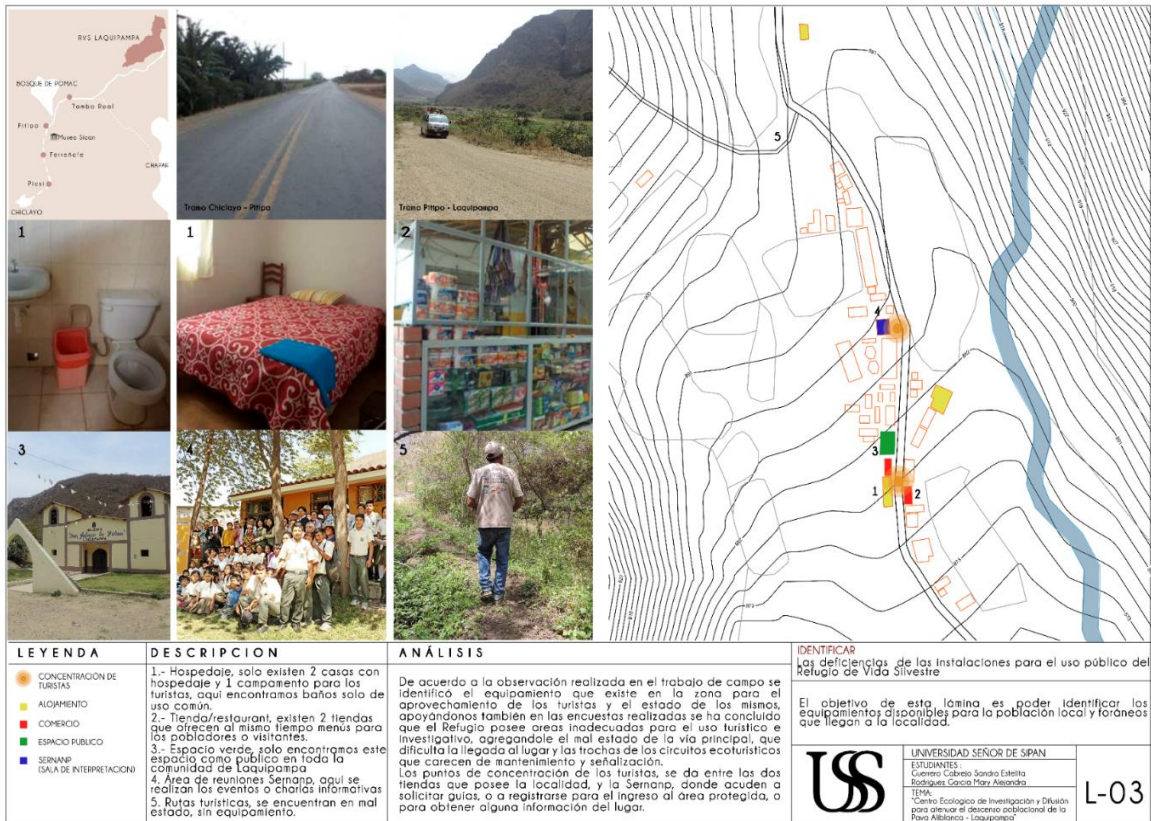 RVS LAQUIPAMPA
BOSQUE DE POMAC
Tambo Real
Pitipo
Museo Sican
Ferreñafe
CHAPAR
Picsi
CHICLAYO
Tramo Chiclayo - Pitipo
Tramo Pitipo - Laquipampa
1
1
2
3
4
5
5
4
3
1
2
LEYENDA
CONCENTRACIÓN DE
TURISTAS
ALOJAMIENTO
COMERCIO
ESPACIO PUBLICO
SERNANP
(SALA DE INTERPRETACION)
DESCRIPCION
1.- Hospedaje, solo existen 2 casas con
hospedaje y 1 campamento para los
turistas, aqui encontramos baños solo de
uso común.
2.- Tienda/restaurant, existen 2 tiendas
que ofrecen al mismo tiempo menús para
los pobladores o visitantes.
3.- Espacio verde, solo encontramos este
espacio como publico en toda la
comunidad de Laquipampa
4. Área de reuniones Sernanp, aqui se
realizan los eventos o charlas informativas
5. Rutas turísticas, se encuentran en mal
estado, sin equipamento.
ANÁLISIS
De acuerdo a la observación realizada en el trabajo de campo se
identificó el equipamiento que existe en la zona para el
aprovechamiento de los turistas y el estado de los mismos,
apoyándonos también en las encuestas realizadas se ha concluido
que el Refugio posee areas inadecuadas para el uso turístico e
investigativo, agregandole el mal estado de la vía principal, que
dificulta la llegada al lugar y las trochas de los circuitos ecoturísticos
que carecen de mantenimiento y señalización.
Los puntos de concentración de los turistas, se da entre las dos
tiendas que posee la localidad, y la Sernanp, donde acuden a
solicitar guías, o a registrarse para el ingreso al área protegida, o
para obtener alguna información del lugar.
IDENTIFICAR
Las deficiencias de las instalaciones para el uso público del
Refugio de Vida Silvestre
El objetivo de esta lámina es poder identificar los
equipamientos disponibles para la población local y foráneos
que llegan a la localidad.
USS
UNIVERSIDAD SEÑOR DE SIPAN
ESTUDIANTES :
Guerrero Cabrejo Sandra Estelita
Rodriguez Garcia Mary Alejandra
TEMA:
"Centro Ecologico de Investigación y Difusión
para atenuar el descenso poblacional de la
Pava Aliblanca - Laquipampa"
L-03